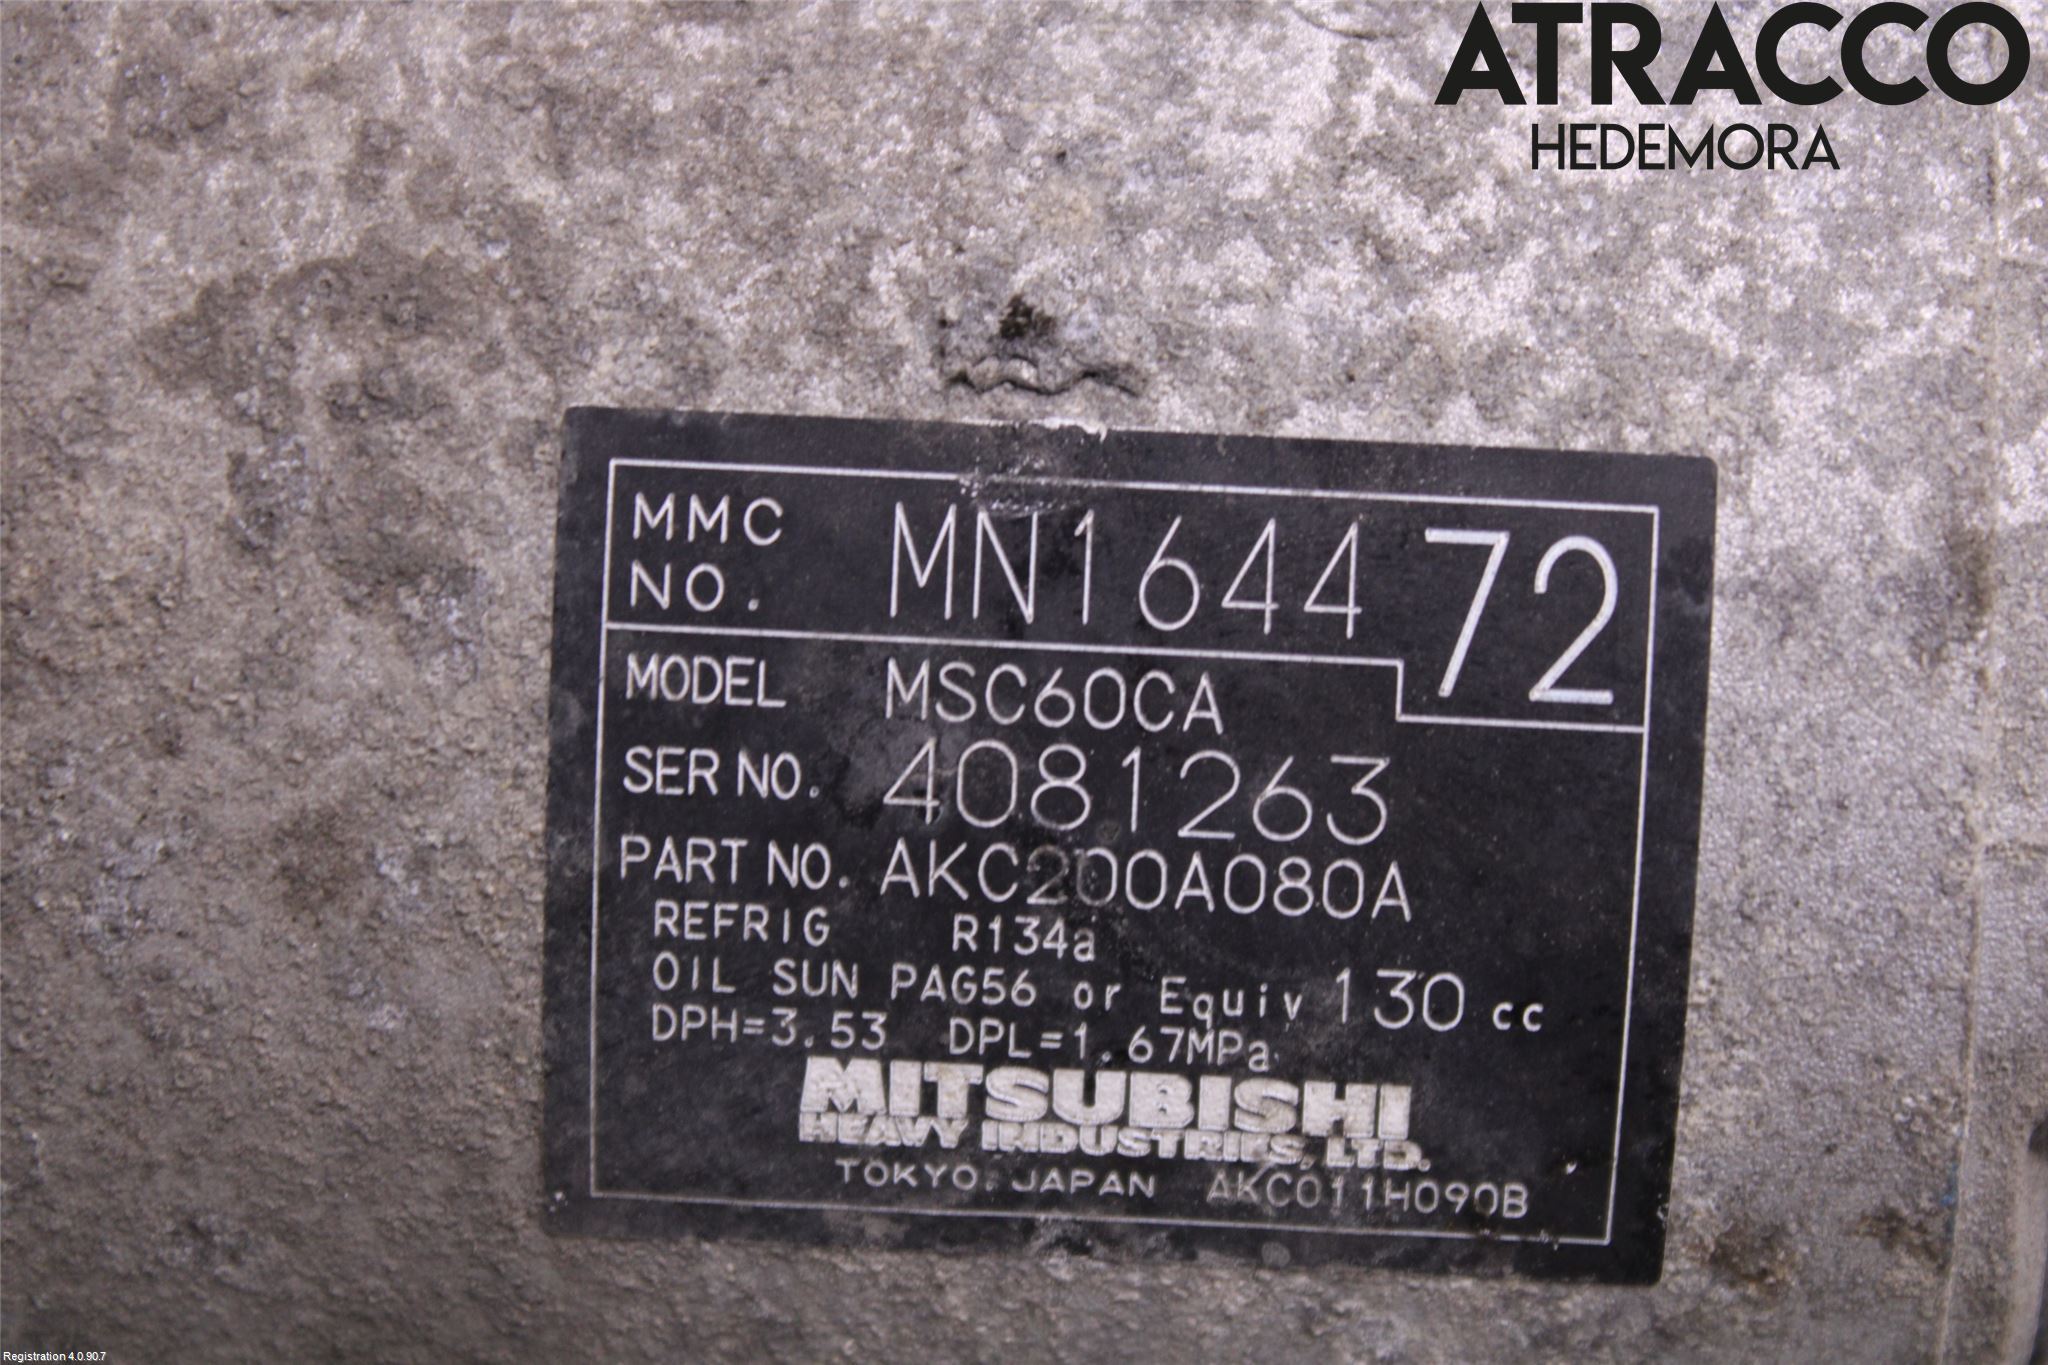 ATRACCO
HEDEMORA
MMC NO. MN164472
MODEL MSC60CA
SER NO. 4081263
PART NO. AKC200A080A
REFRIG R134a
OIL SUN PAG56 or Equiv 130 cc
DPH=3.53 DPL=1.67MPa
MITSUBISHI
HEAVY INDUSTRIES, LTD.
TOKYO. JAPAN AKC011H090B
Registration 4.0.90.7